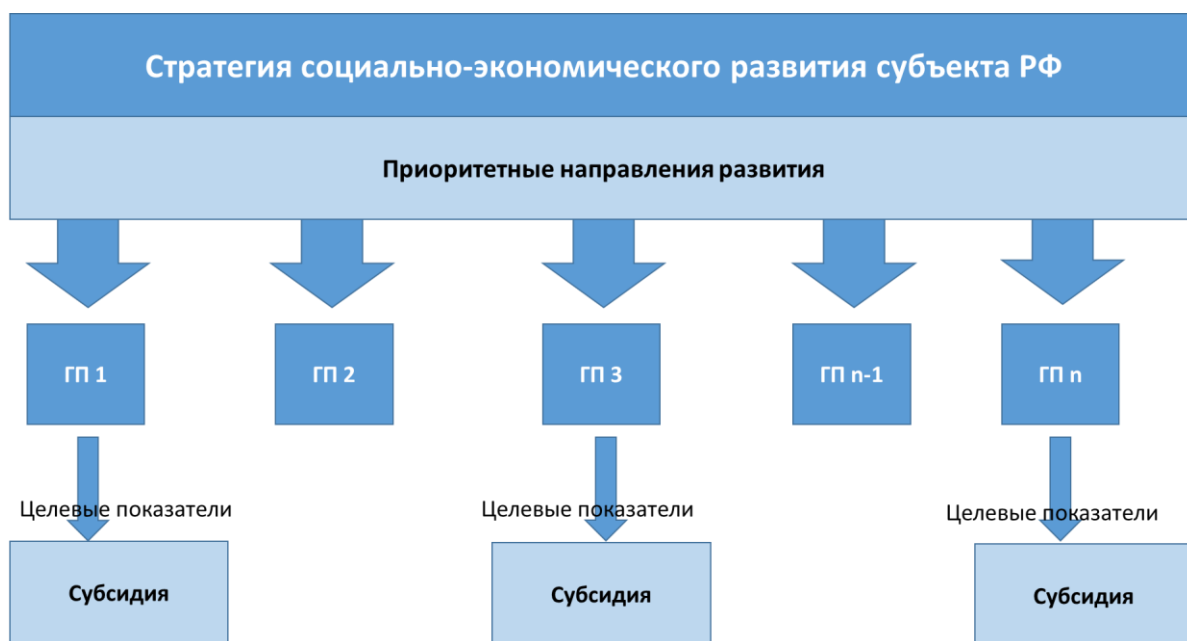 Стратегия социально-экономического развития субъекта РФ
Приоритетные направления развития
ГП 1
ГП 2
ГП 3
ГП n-1
ГП n
Целевые показатели
Целевые показатели
Целевые показатели
Субсидия
Субсидия
Субсидия